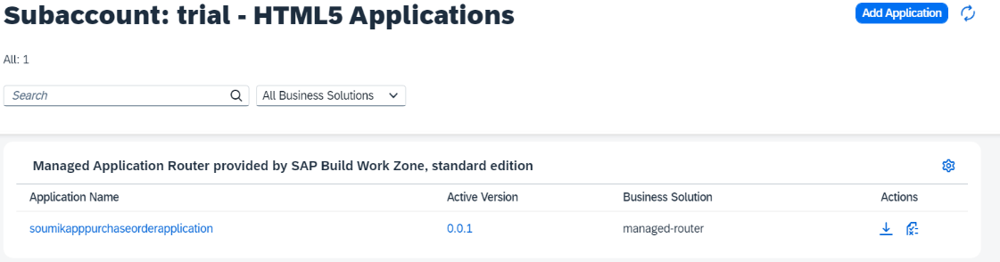 Subaccount: trial - HTML5 Applications
Add Application
All: 1
Search
All Business Solutions
Managed Application Router provided by SAP Build Work Zone, standard edition
Application Name Active Version Business Solution Actions
soumikapppurchaseorderapplication 0.0.1 managed-router